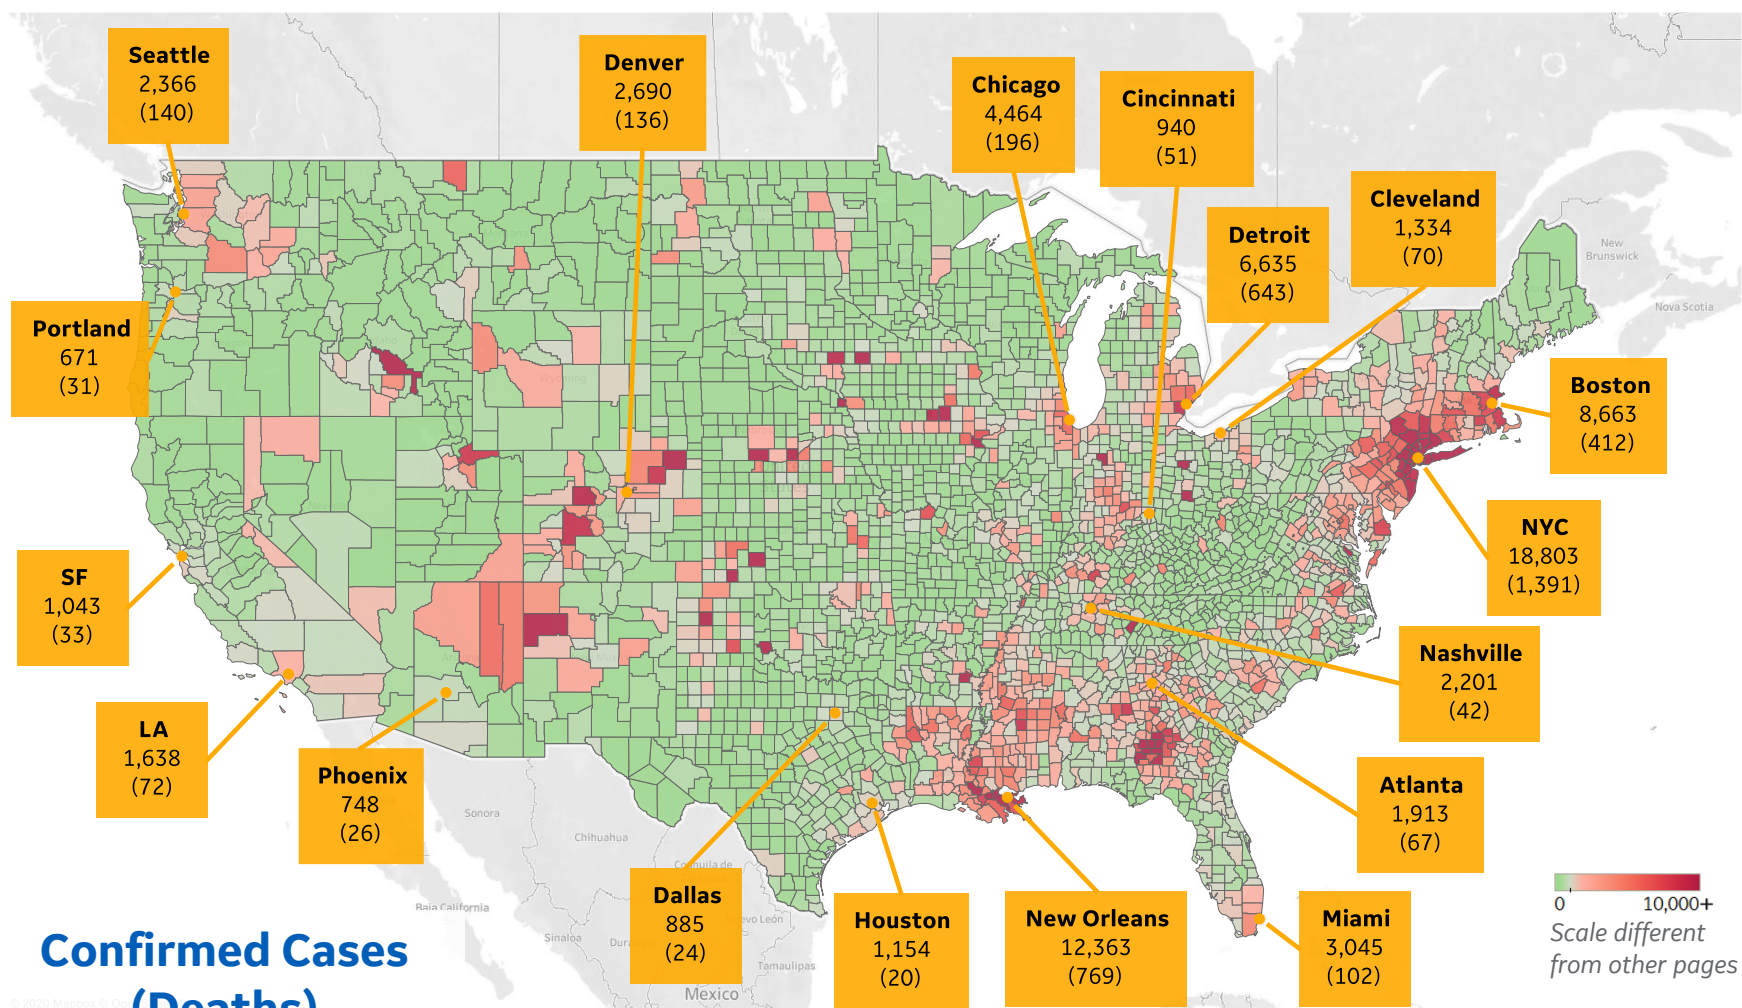 Seattle
2,366
(140)
Denver
2,690
(136)
Chicago
4,464
(196)
Cincinnati
940
(51)
Cleveland
1,334
(70)
Detroit
6,635
(643)
New
Brunswick
Nova Scotia
Portland
671
(31)
Boston
8,663
(412)
NYC
18,803
(1,391)
SF
1,043
(33)
Nashville
2,201
(42)
LA
1,638
(72)
Phoenix
748
(26)
Atlanta
1,913
(67)
Sonora
Chihuahua
Coahuila de
Dallas
885
(24)
Houston
1,154
(20)
New Orleans
12,363
(769)
Miami
3,045
(102)
0
10,000+
Scale different
from other pages
Baja California
Sinaloa
Tamaulipas
Mexico
Confirmed Cases
(Deaths)